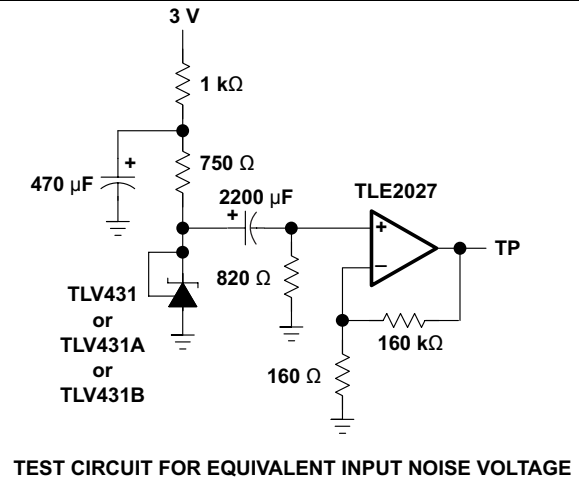 3 V
1 kΩ
750 Ω
470 µF
+
2200 µF
+
TLE2027
+
–
TP
820 Ω
TLV431
or
TLV431A
or
TLV431B
160 kΩ
160 Ω
TEST CIRCUIT FOR EQUIVALENT INPUT NOISE VOLTAGE